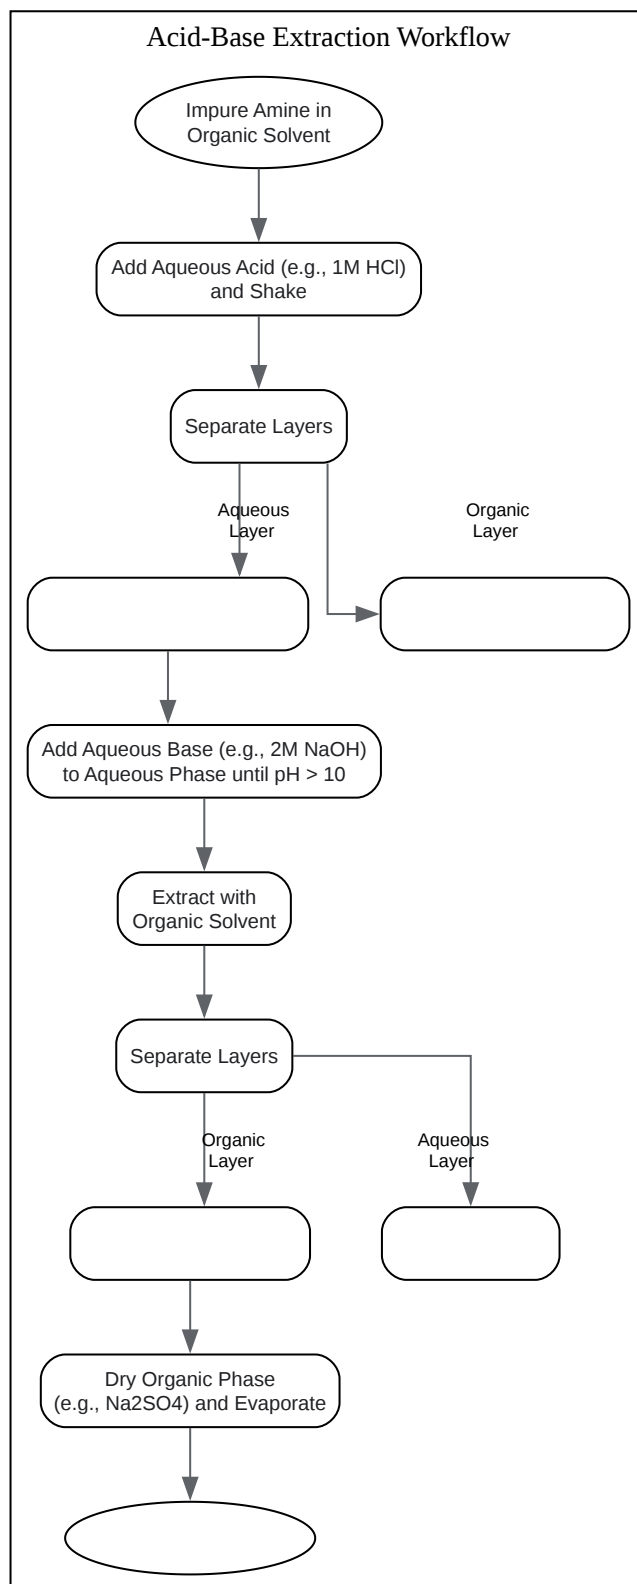 Acid-Base Extraction Workflow
Impure Amine in
Organic Solvent
Add Aqueous Acid (e.g., 1M HCl)
and Shake
Separate Layers
Aqueous
Layer
Organic
Layer
Add Aqueous Base (e.g., 2M NaOH)
to Aqueous Phase until pH > 10
Extract with
Organic Solvent
Separate Layers
Organic
Layer
Aqueous
Layer
Dry Organic Phase
(e.g., Na2SO4) and Evaporate